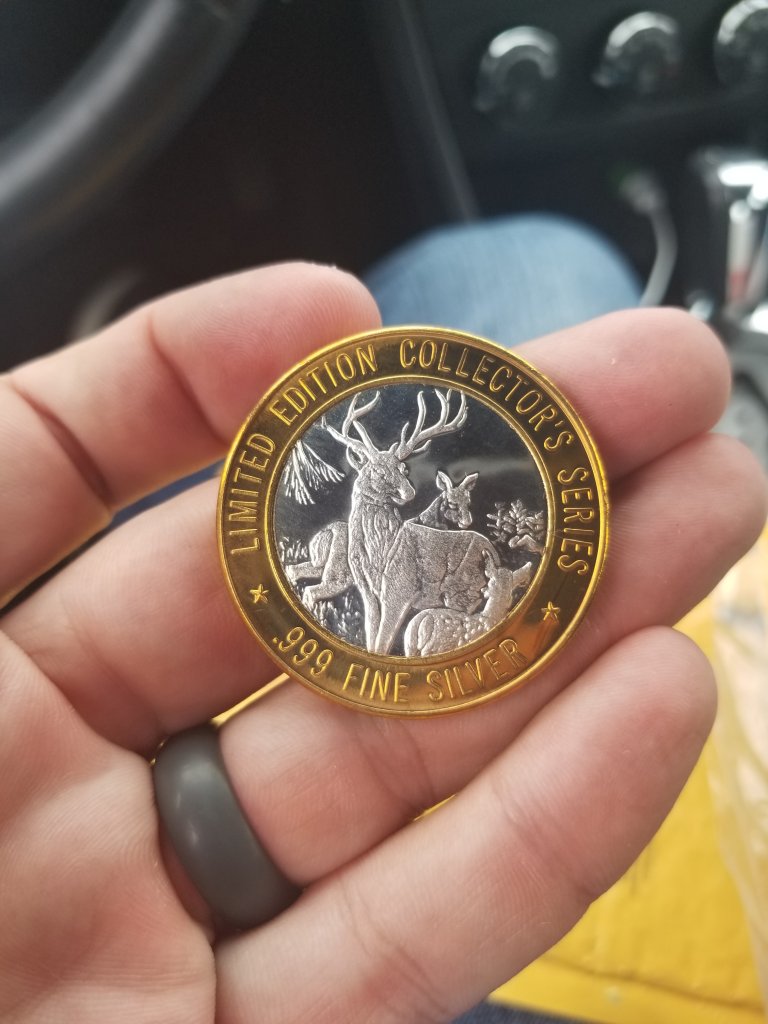 LIMITED EDITION COLLECTOR'S SERIES
★ .999 FINE SILVER ★